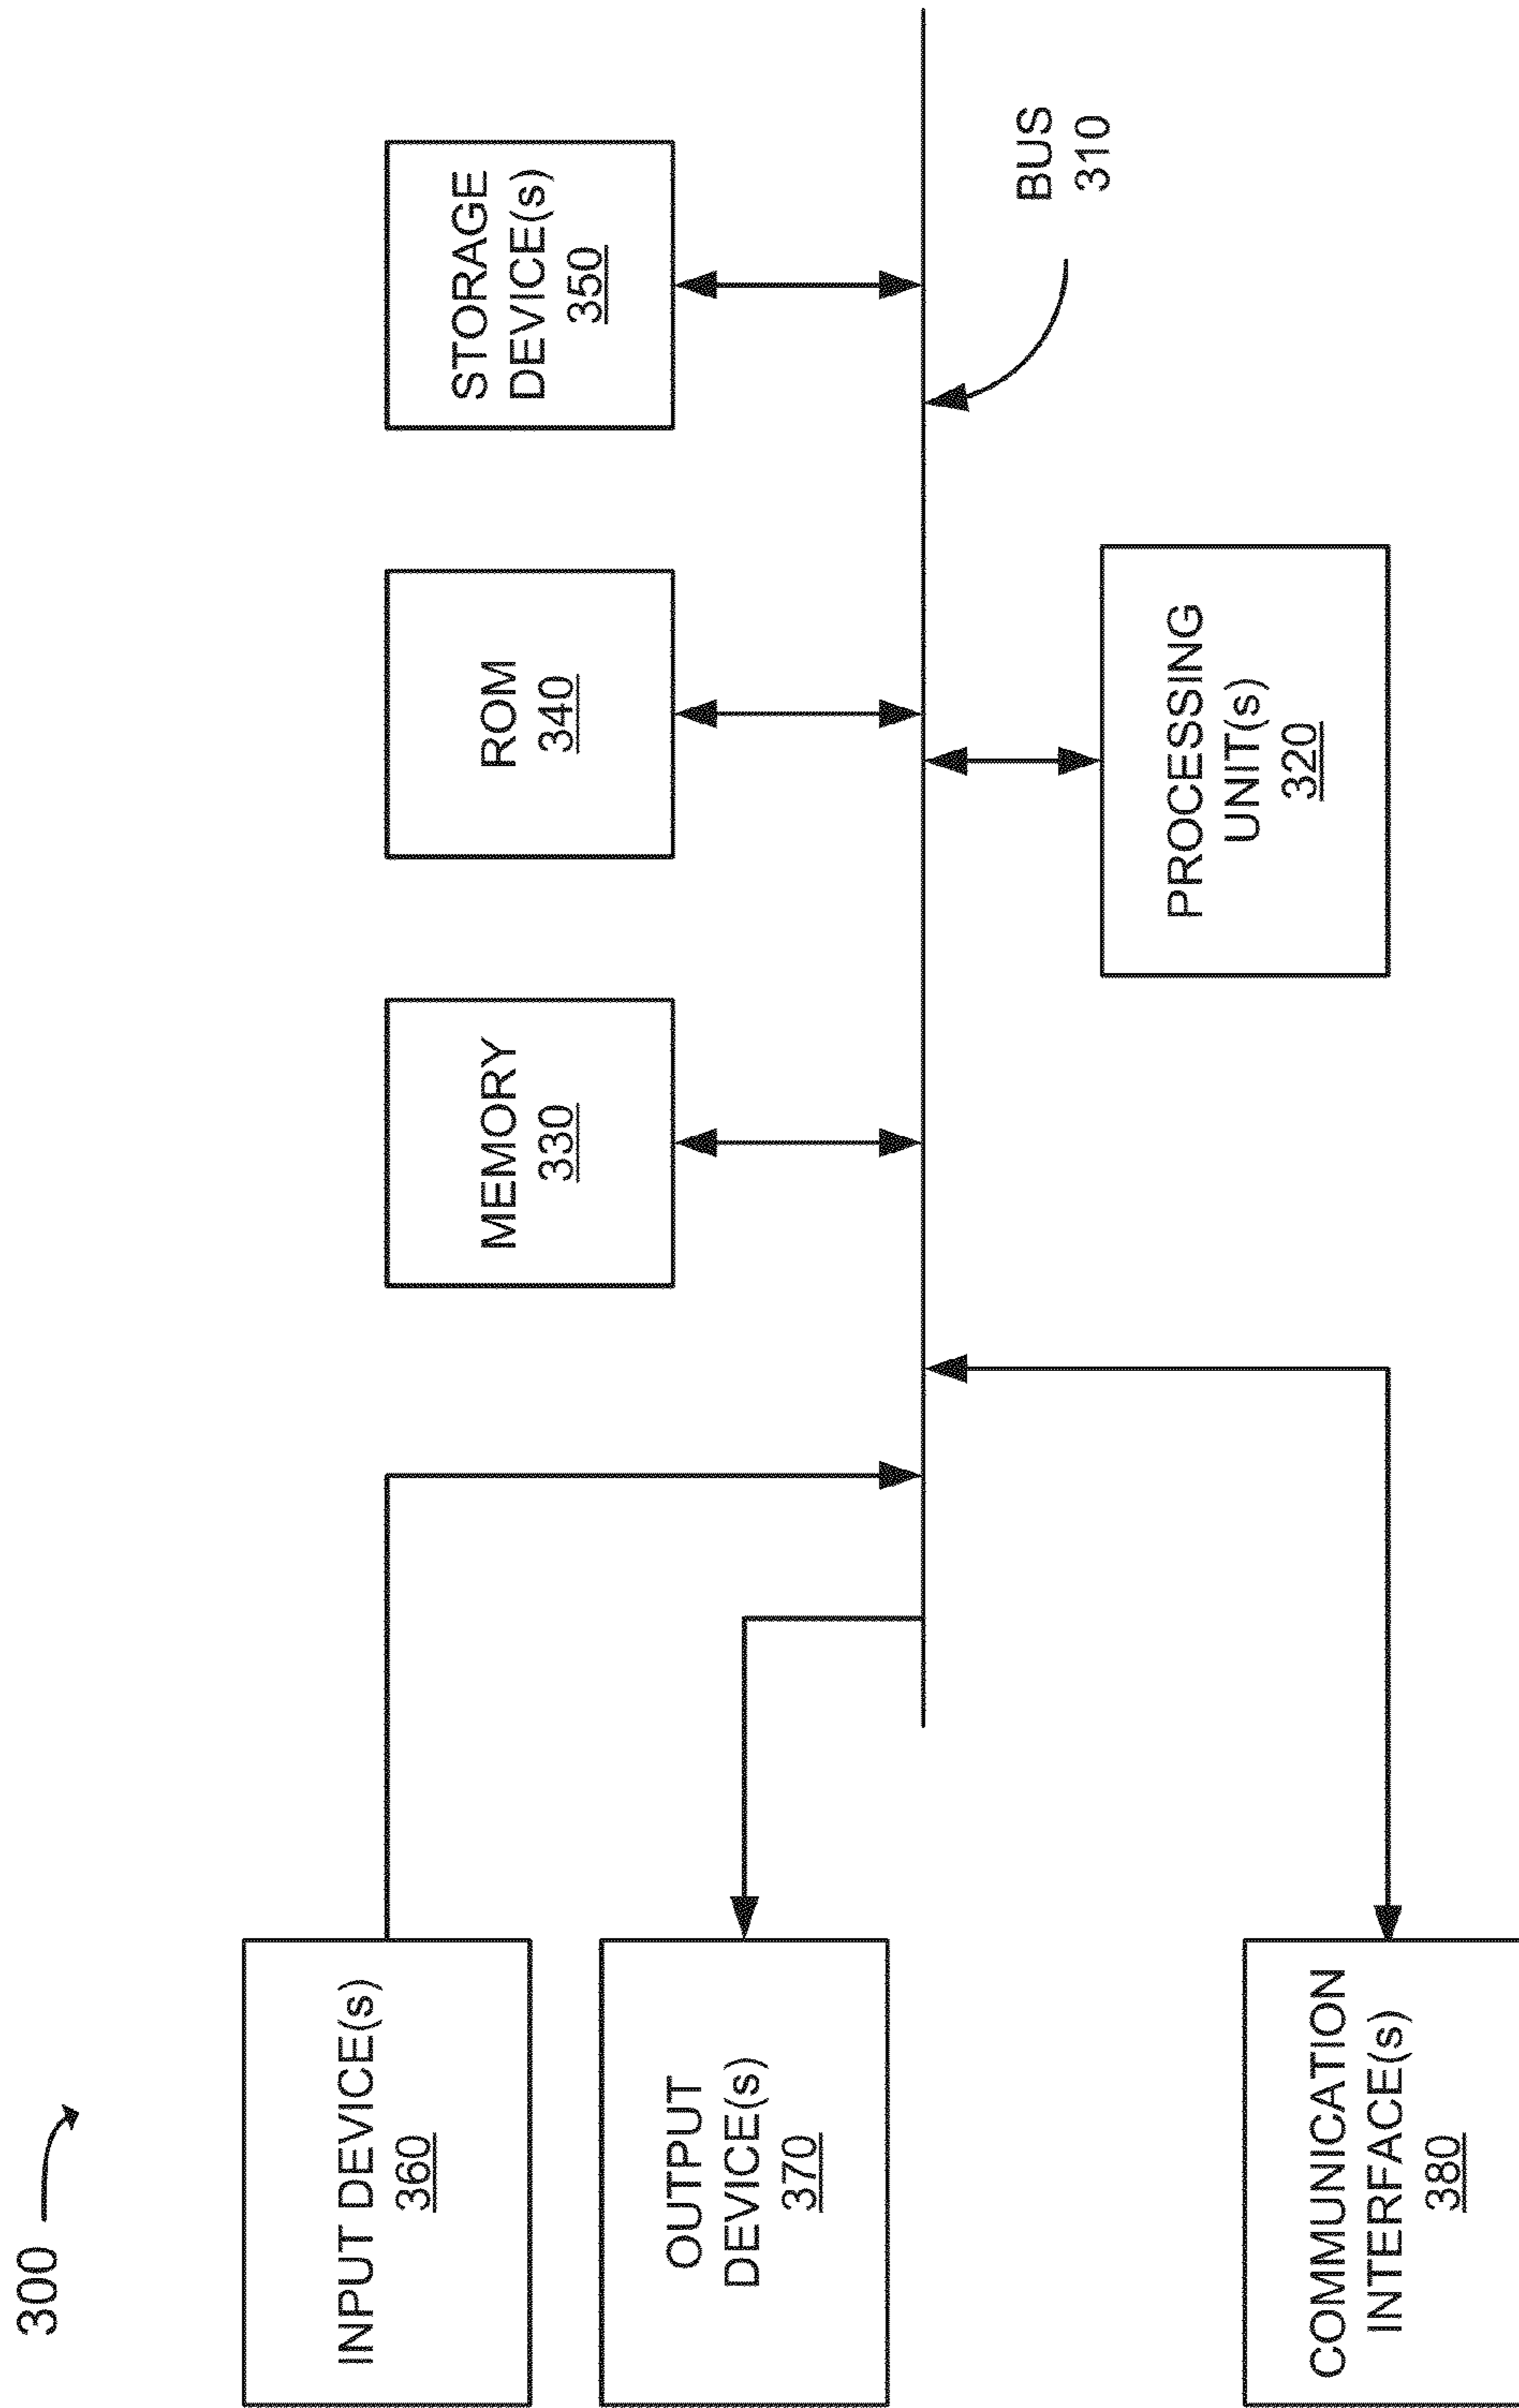 300
INPUT DEVICE(s)
360
OUTPUT
DEVICE(s)
370
COMMUNICATION
INTERFACE(s)
380
MEMORY
330
ROM
340
STORAGE
DEVICE(s)
350
PROCESSING
UNIT(s)
320
BUS
310